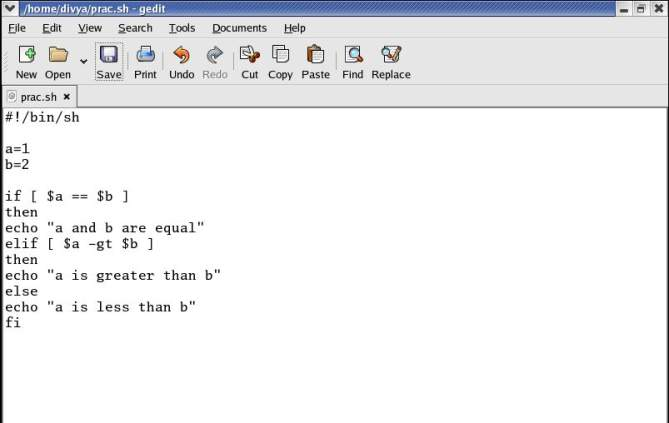 /home/divya/prac.sh - gedit
File Edit View Search Tools Documents Help
New Open Save Print Undo Redo Cut Copy Paste Find Replace
prac.sh
#!/bin/sh
a=1
b=2
if [ $a == $b ]
then
echo "a and b are equal"
elif [ $a -gt $b ]
then
echo "a is greater than b"
else
echo "a is less than b"
fi